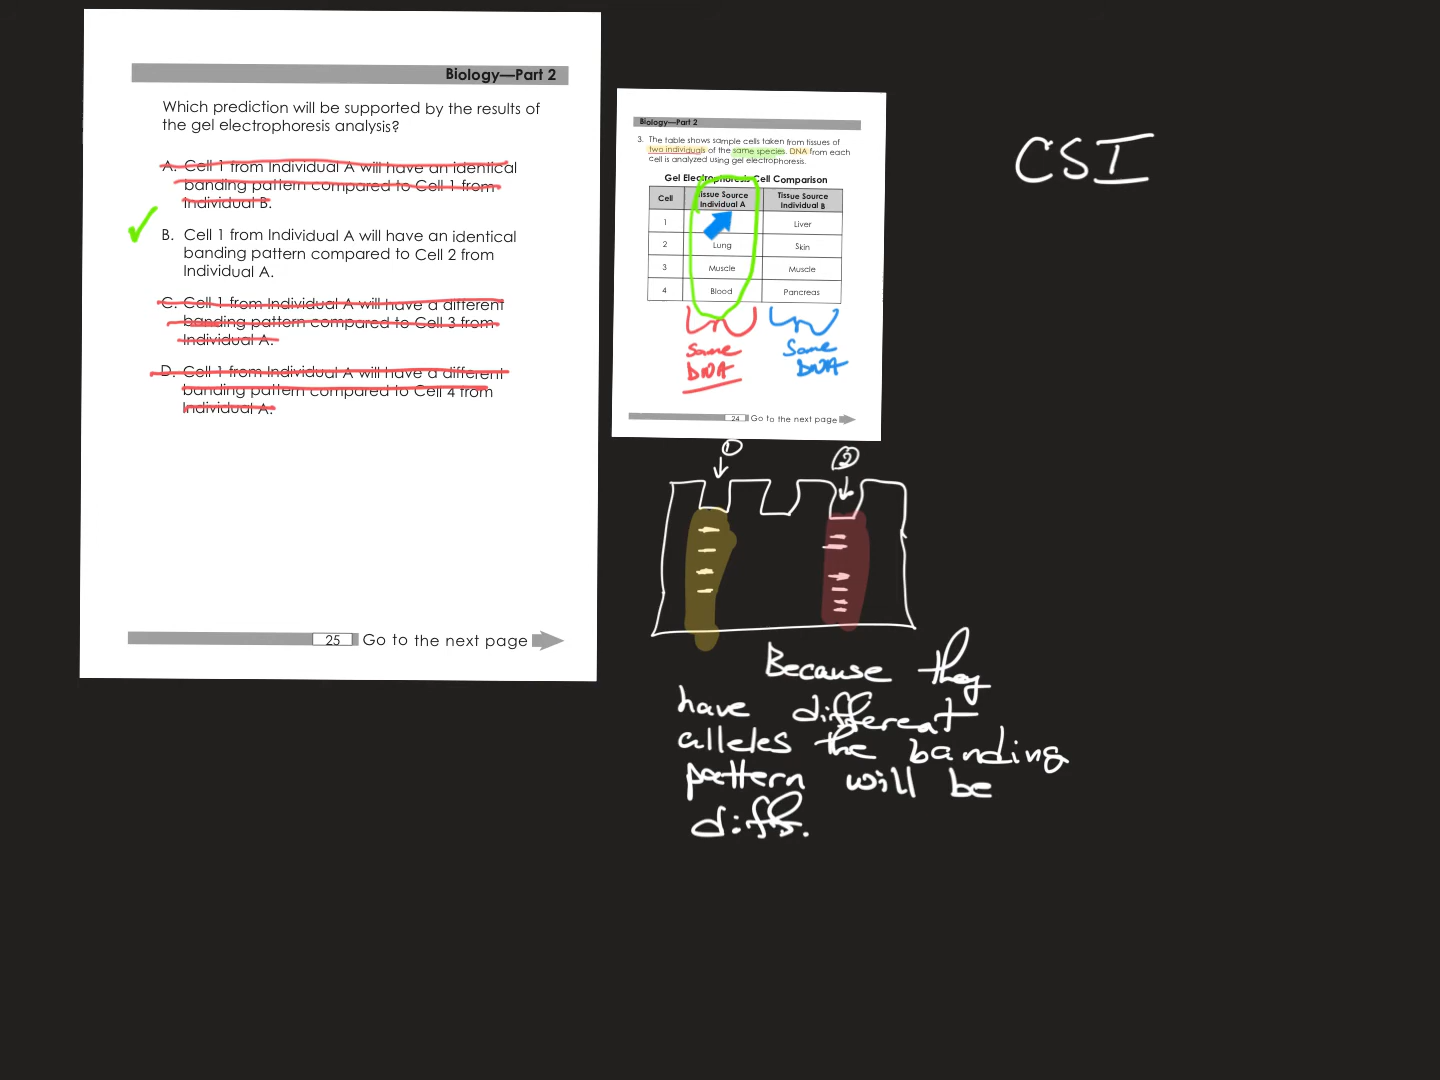 Biology—Part 2
Which prediction will be supported by the results of
the gel electrophoresis analysis?
A. Cell 1 from Individual A will have an identical
banding pattern compared to Cell 1 from
Individual B.
B. Cell 1 from Individual A will have an identical
banding pattern compared to Cell 2 from
Individual A.
C. Cell 1 from Individual A will have a different
banding pattern compared to Cell 3 from
Individual A.
D. Cell 1 from Individual A will have a different
banding pattern compared to Cell 4 from
Individual A.
25 Go to the next page
Biology—Part 2
3. The table shows sample cells taken from tissues of
two individuals of the same species. DNA from each
cell is analyzed using gel electrophoresis.
Gel Electrophoresis Cell Comparison
Cell Tissue Source Individual A Tissue Source Individual B
1 Liver
2 Lung Skin
3 Muscle Muscle
4 Blood Pancreas
Same Same
DNA DNA
24 Go to the next page
CSI
1 2
Because they
have different
alleles the banding
pattern will be
diff.